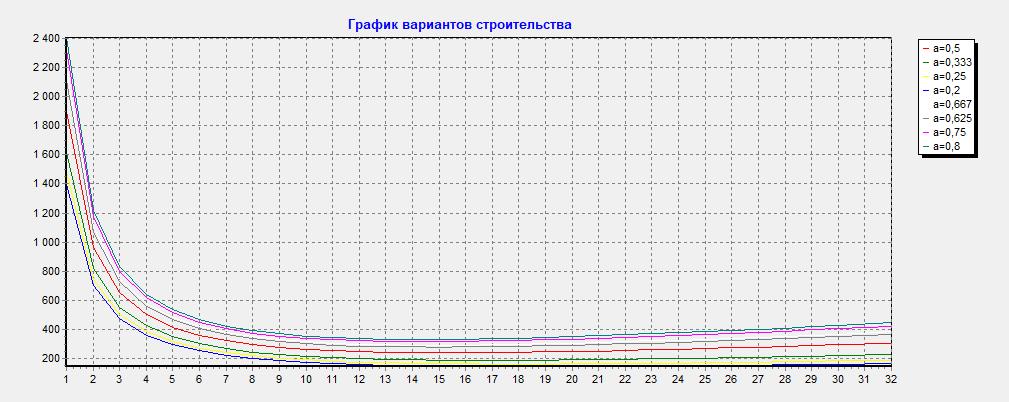 График вариантов строительства
2 400
2 200
2 000
1 800
1 600
1 400
1 200
1 000
800
600
400
200
1 2 3 4 5 6 7 8 9 10 11 12 13 14 15 16 17 18 19 20 21 22 23 24 25 26 27 28 29 30 31 32
a=0,5
a=0,333
a=0,25
a=0,2
a=0,667
a=0,625
a=0,75
a=0,8